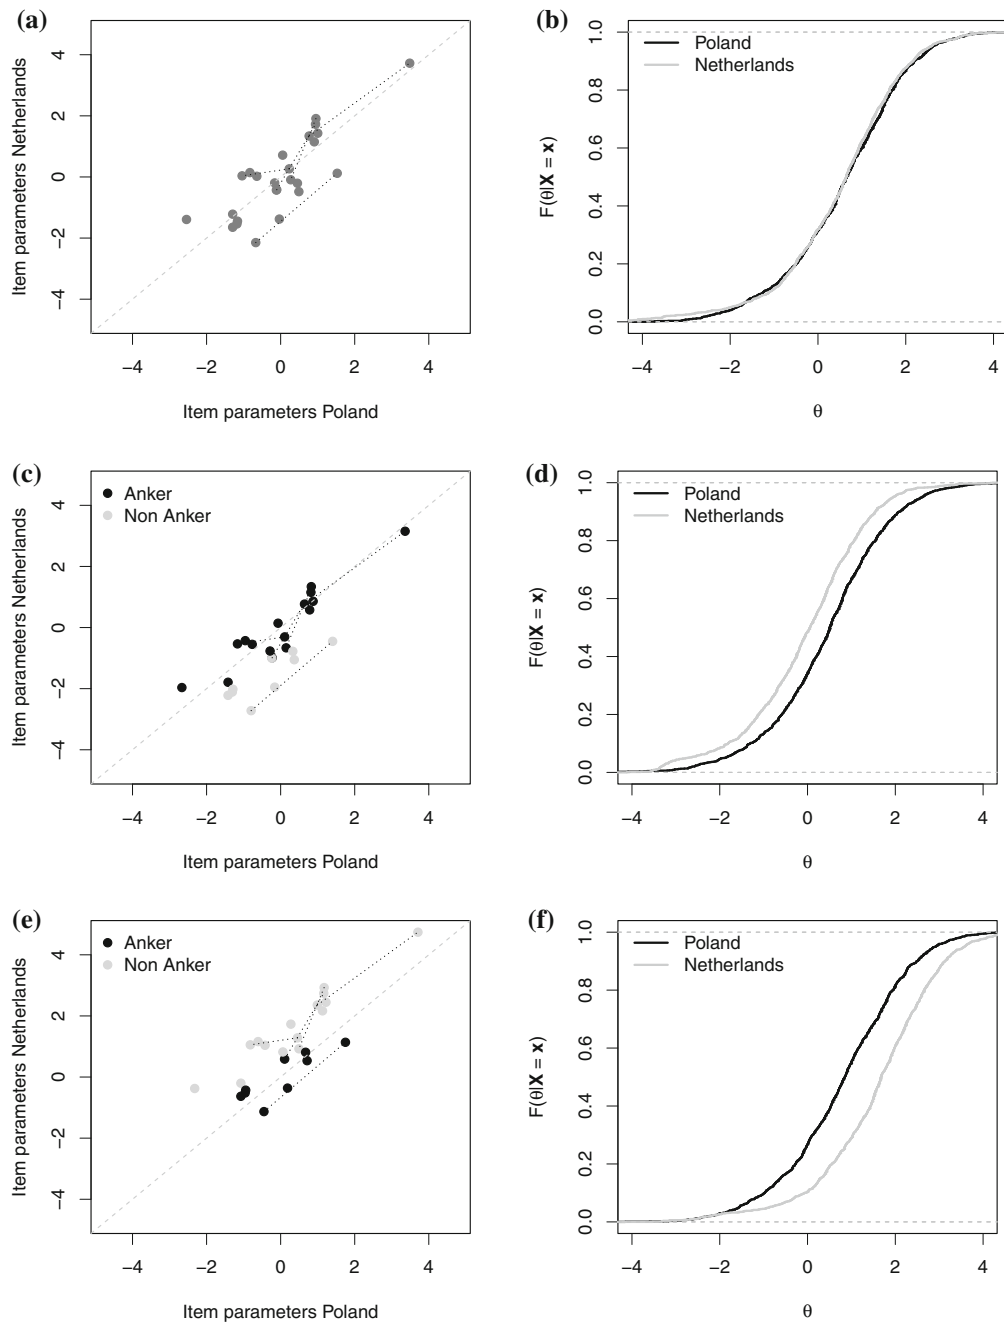 (a)
Item parameters Netherlands
4
2
0
−2
−4
−4 −2 0 2 4
Item parameters Poland
(b)
F(θ|X = x)
1.0
0.8
0.6
0.4
0.2
0.0
Poland
Netherlands
−4 −2 0 2 4
θ
(c)
Item parameters Netherlands
4
2
0
−2
−4
Anker
Non Anker
−4 −2 0 2 4
Item parameters Poland
(d)
F(θ|X = x)
1.0
0.8
0.6
0.4
0.2
0.0
Poland
Netherlands
−4 −2 0 2 4
θ
(e)
Item parameters Netherlands
4
2
0
−2
−4
Anker
Non Anker
−4 −2 0 2 4
Item parameters Poland
(f)
F(θ|X = x)
1.0
0.8
0.6
0.4
0.2
0.0
Poland
Netherlands
−4 −2 0 2 4
θ